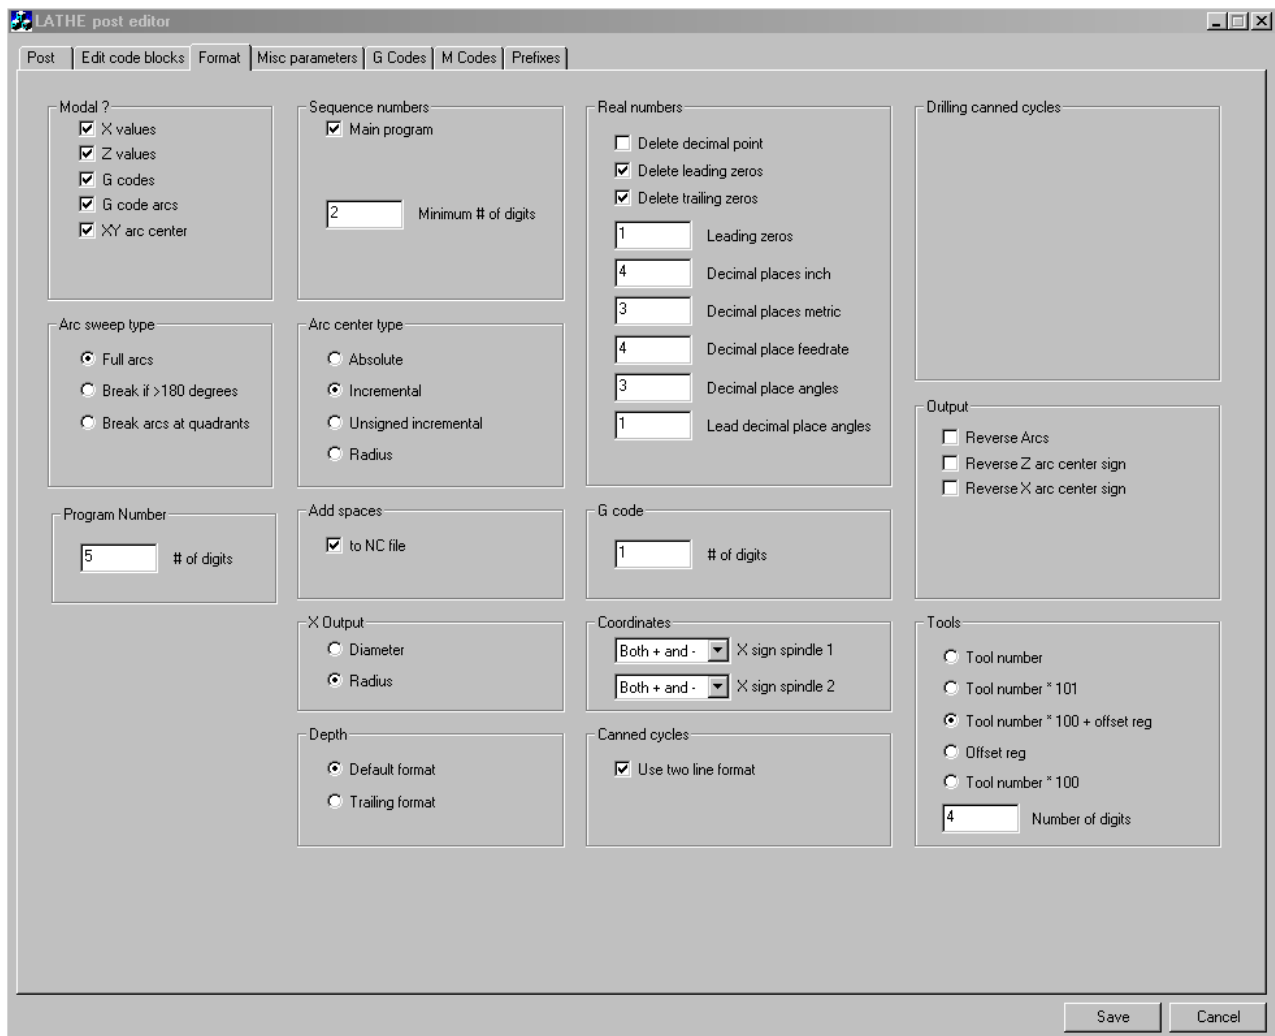 LATHE post editor
Post
Edit code blocks
Format
Misc parameters
G Codes
M Codes
Prefixes
Modal ?
X values
Z values
G codes
G code arcs
XY arc center
Sequence numbers
Main program
2 Minimum # of digits
Real numbers
Delete decimal point
Delete leading zeros
Delete trailing zeros
1 Leading zeros
4 Decimal places inch
3 Decimal places metric
4 Decimal place feedrate
3 Decimal place angles
1 Lead decimal place angles
Drilling canned cycles
Arc sweep type
Full arcs
Break if >180 degrees
Break arcs at quadrants
Arc center type
Absolute
Incremental
Unsigned incremental
Radius
Output
Reverse Arcs
Reverse Z arc center sign
Reverse X arc center sign
Program Number
5 # of digits
Add spaces
to NC file
G code
1 # of digits
X Output
Diameter
Radius
Coordinates
Both + and - X sign spindle 1
Both + and - X sign spindle 2
Tools
Tool number
Tool number * 101
Tool number * 100 + offset reg
Offset reg
Tool number * 100
4 Number of digits
Depth
Default format
Trailing format
Canned cycles
Use two line format
Save
Cancel